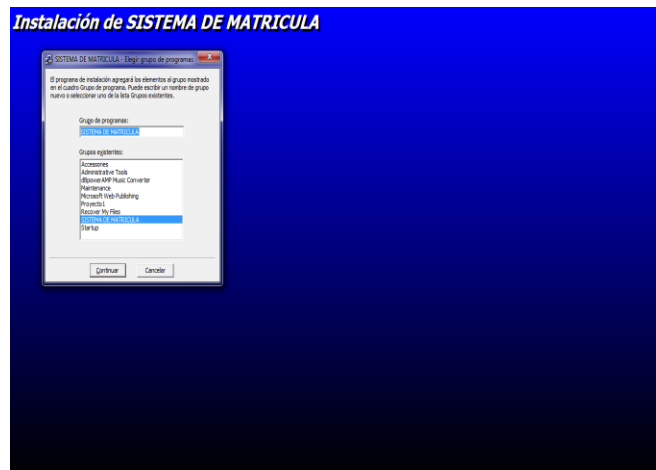 Instalación de SISTEMA DE MATRICULA
SISTEMA DE MATRICULA - Elegir grupo de programas
El programa de instalación agregará los elementos al grupo mostrado
en el cuadro Grupo de programa. Puede escribir un nombre de grupo
nuevo o seleccionar uno de la lista Grupos existentes.
Grupo de programas:
SISTEMA DE MATRICULA
Grupos existentes:
Accessories
Administrative Tools
dBpowerAMP Music Converter
Maintenance
Microsoft Web Publishing
Proyecto1
Recover My Files
SISTEMA DE MATRICULA
Startup
Continuar
Cancelar